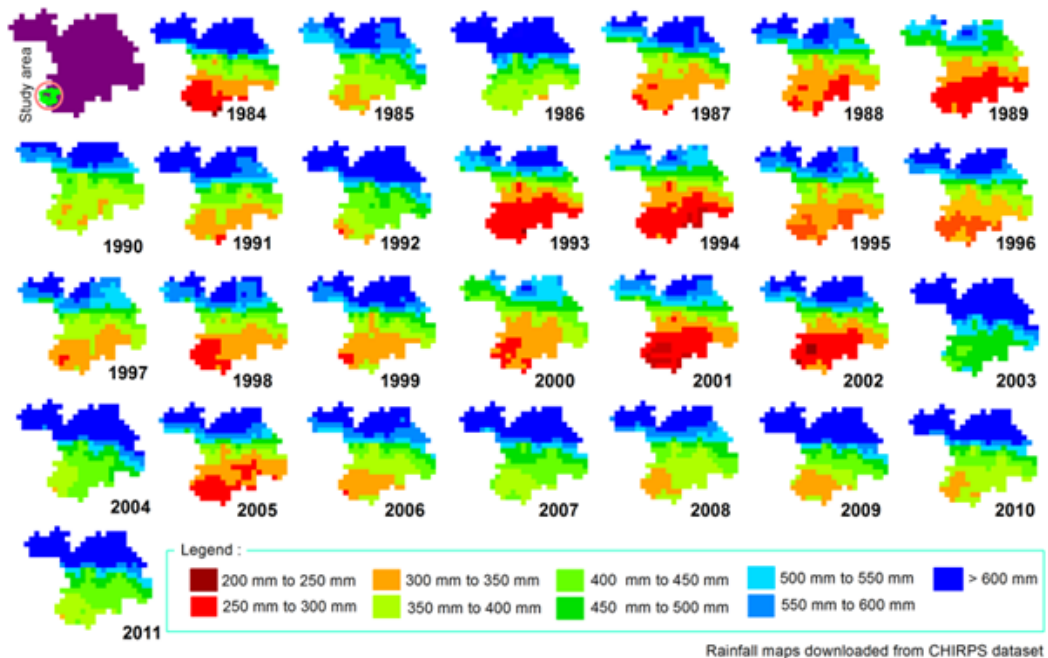 Study area
1984
1985
1986
1987
1988
1989
1990
1991
1992
1993
1994
1995
1996
1997
1998
1999
2000
2001
2002
2003
2004
2005
2006
2007
2008
2009
2010
2011
Legend :
200 mm to 250 mm
300 mm to 350 mm
400 mm to 450 mm
500 mm to 550 mm
> 600 mm
250 mm to 300 mm
350 mm to 400 mm
450 mm to 500 mm
550 mm to 600 mm
Rainfall maps downloaded from CHIRPS dataset